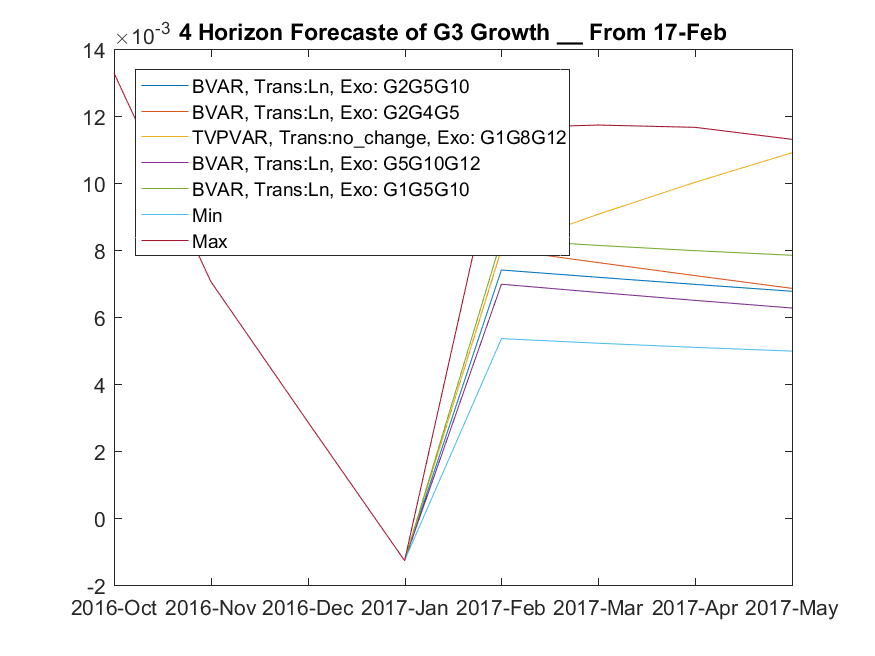 ×10⁻³ 4 Horizon Forecaste of G3 Growth __ From 17-Feb
14
12
10
8
6
4
2
0
-2
BVAR, Trans:Ln, Exo: G2G5G10
BVAR, Trans:Ln, Exo: G2G4G5
TVPVAR, Trans:no_change, Exo: G1G8G12
BVAR, Trans:Ln, Exo: G5G10G12
BVAR, Trans:Ln, Exo: G1G5G10
Min
Max
2016-Oct 2016-Nov 2016-Dec 2017-Jan 2017-Feb 2017-Mar 2017-Apr 2017-May